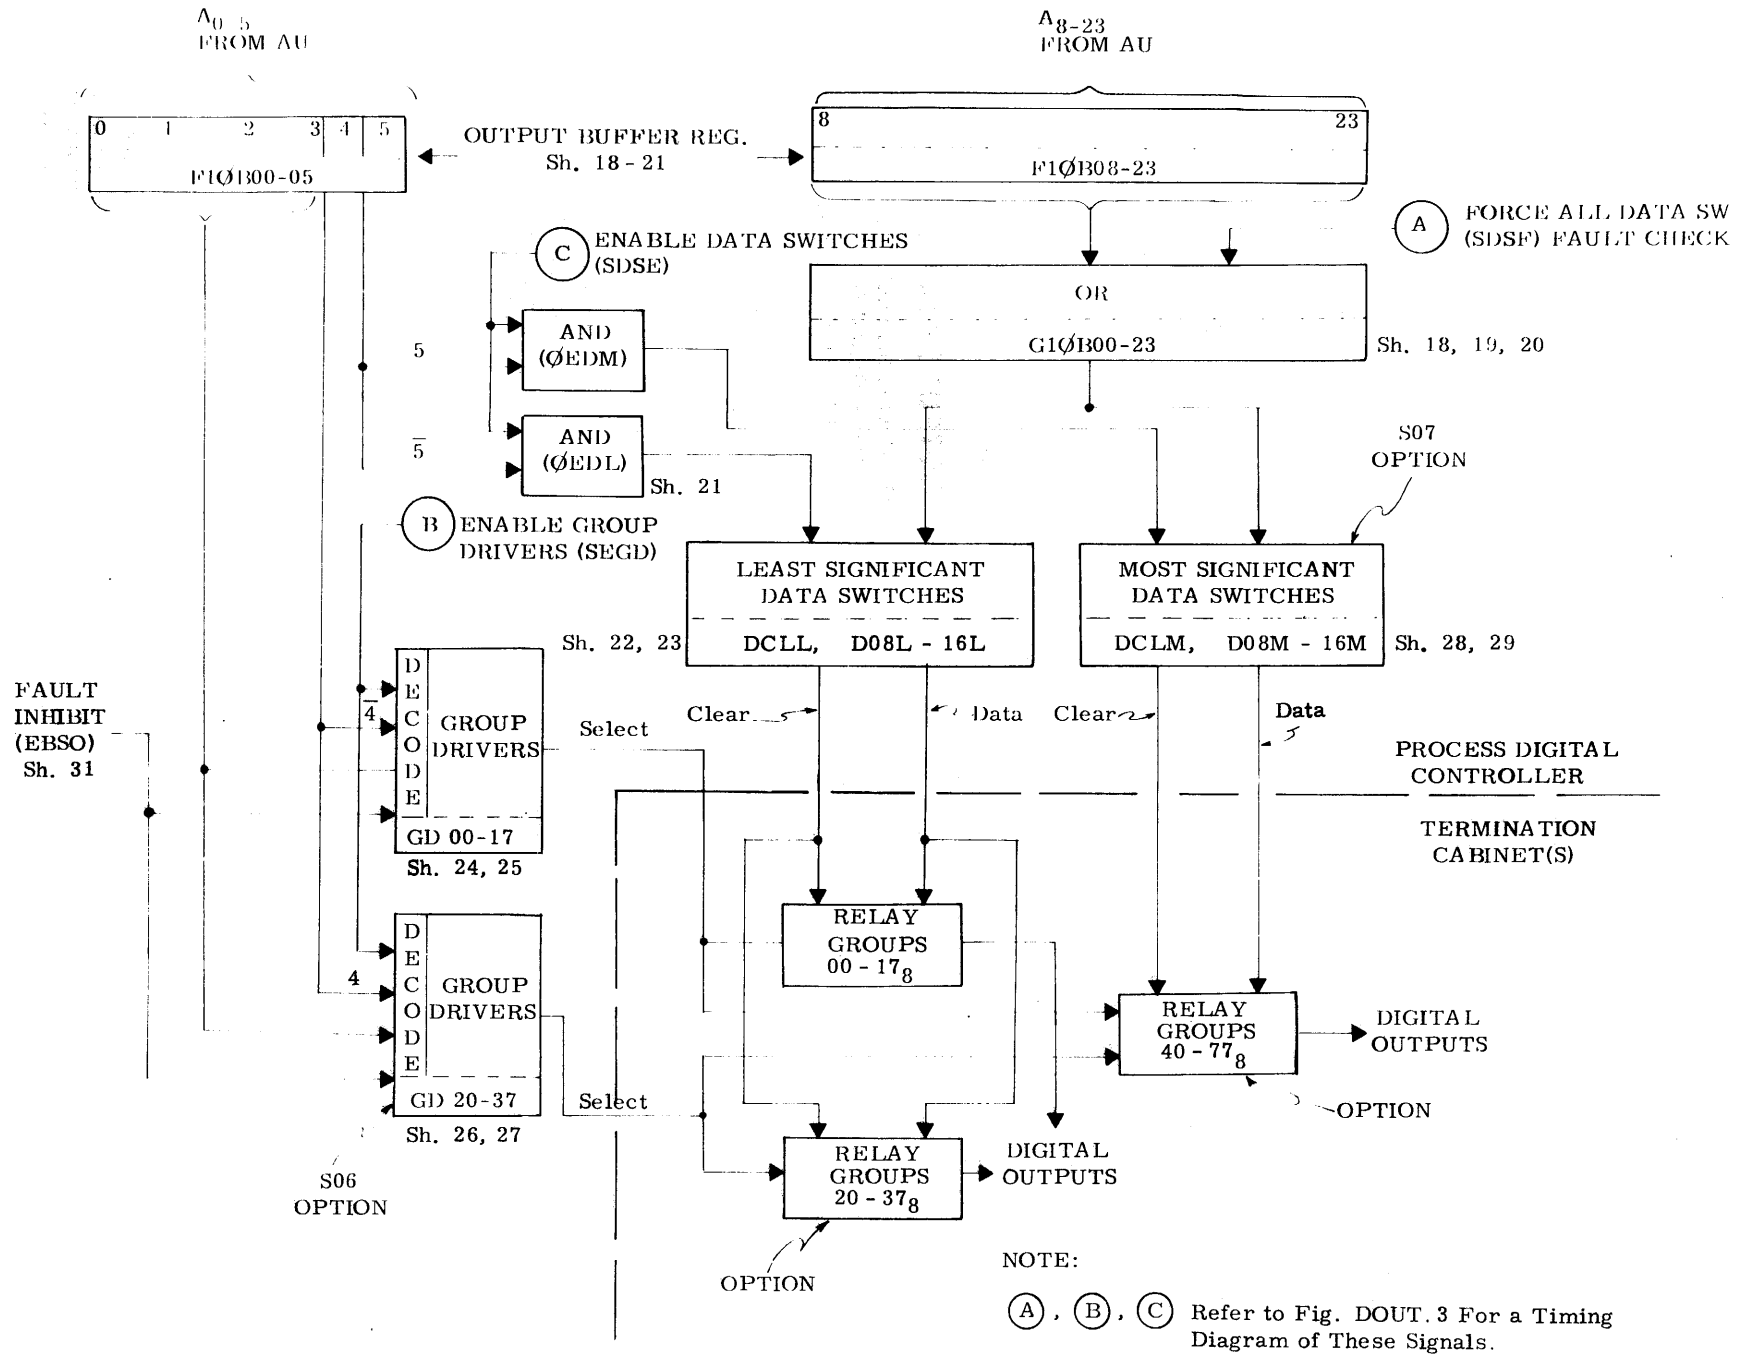 A0-5
FROM AU
A8-23
FROM AU
0 1 2 3 4 5
F1ØB00-05
OUTPUT BUFFER REG.
Sh. 18-21
8 23
F1ØB08-23
A
FORCE ALL DATA SW
(SDSF) FAULT CHECK
C
ENABLE DATA SWITCHES
(SDSE)
OR
G1ØB00-23
Sh. 18, 19, 20
5
AND
(ØEDM)
5̅
AND
(ØEDL)
Sh. 21
S07
OPTION
B
ENABLE GROUP
DRIVERS (SEGD)
LEAST SIGNIFICANT
DATA SWITCHES
DCLL, D08L - 16L
Sh. 22, 23
MOST SIGNIFICANT
DATA SWITCHES
DCLM, D08M - 16M
Sh. 28, 29
FAULT
INHIBIT
(EBSO)
Sh. 31
4̅
DECODE
GROUP
DRIVERS
GD 00-17
Sh. 24, 25
Select
Clear
Data
Clear
Data
PROCESS DIGITAL
CONTROLLER
TERMINATION
CABINET(S)
RELAY
GROUPS
00 - 17₈
4
DECODE
GROUP
DRIVERS
GD 20-37
Sh. 26, 27
Select
S06
OPTION
RELAY
GROUPS
40 - 77₈
DIGITAL
OUTPUTS
OPTION
RELAY
GROUPS
20 - 37₈
DIGITAL
OUTPUTS
OPTION
NOTE:
A, B, C Refer to Fig. DOUT. 3 For a Timing
Diagram of These Signals.